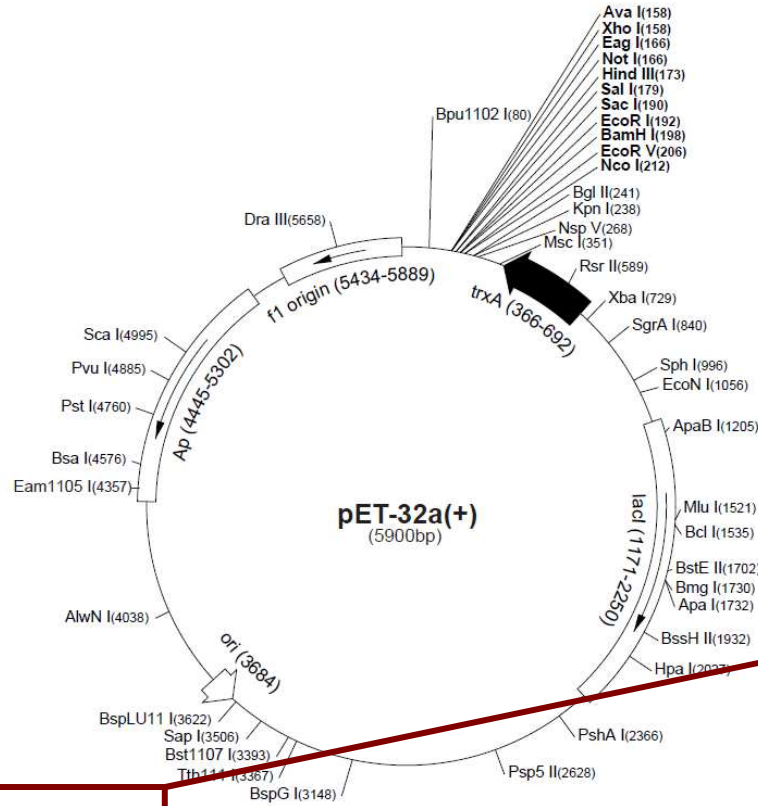 Ava I(158)
Xho I(158)
Eag I(166)
Not I(166)
Hind III(173)
Sal I(179)
Sac I(190)
EcoR I(192)
BamH I(198)
EcoR V(206)
Nco I(212)
Bpu1102 I(80)
Bgl II(241)
Kpn I(238)
Nsp V(268)
Msc I(351)
Rsr II(589)
Xba I(729)
SgrA I(840)
Sph I(996)
EcoN I(1056)
ApaB I(1205)
Mlu I(1521)
Bcl I(1535)
BstE II(1702)
Bmg I(1730)
Apa I(1732)
BssH II(1932)
Hpa I
PshA I(2366)
Psp5 II(2628)
BspG I(3148)
Tth111 I(3367)
Bst1107 I(3393)
Sap I(3506)
BspLU11 I(3622)
AlwN I(4038)
Eam1105 I(4357)
Bsa I(4576)
Pst I(4760)
Pvu I(4885)
Sca I(4995)
Dra III(5658)
f1 origin (5434-5889)
trxA (366-692)
lacI (1171-2250)
ori (3684)
Ap (4445-5302)
pET-32a(+)
(5900bp)